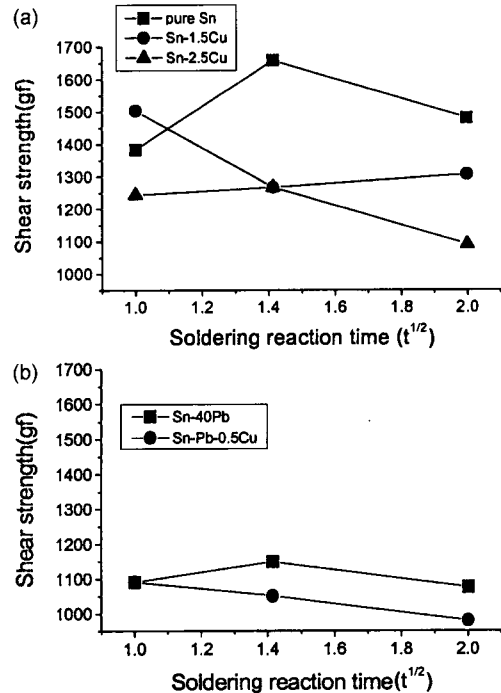 (a)
pure Sn
Sn-1.5Cu
Sn-2.5Cu
Shear strength(gf)
1700
1600
1500
1400
1300
1200
1100
1000
1.0 1.2 1.4 1.6 1.8 2.0
Soldering reaction time (t^1/2)
(b)
Sn-40Pb
Sn-Pb-0.5Cu
Shear strength(gf)
1700
1600
1500
1400
1300
1200
1100
1000
1.0 1.2 1.4 1.6 1.8 2.0
Soldering reaction time(t^1/2)